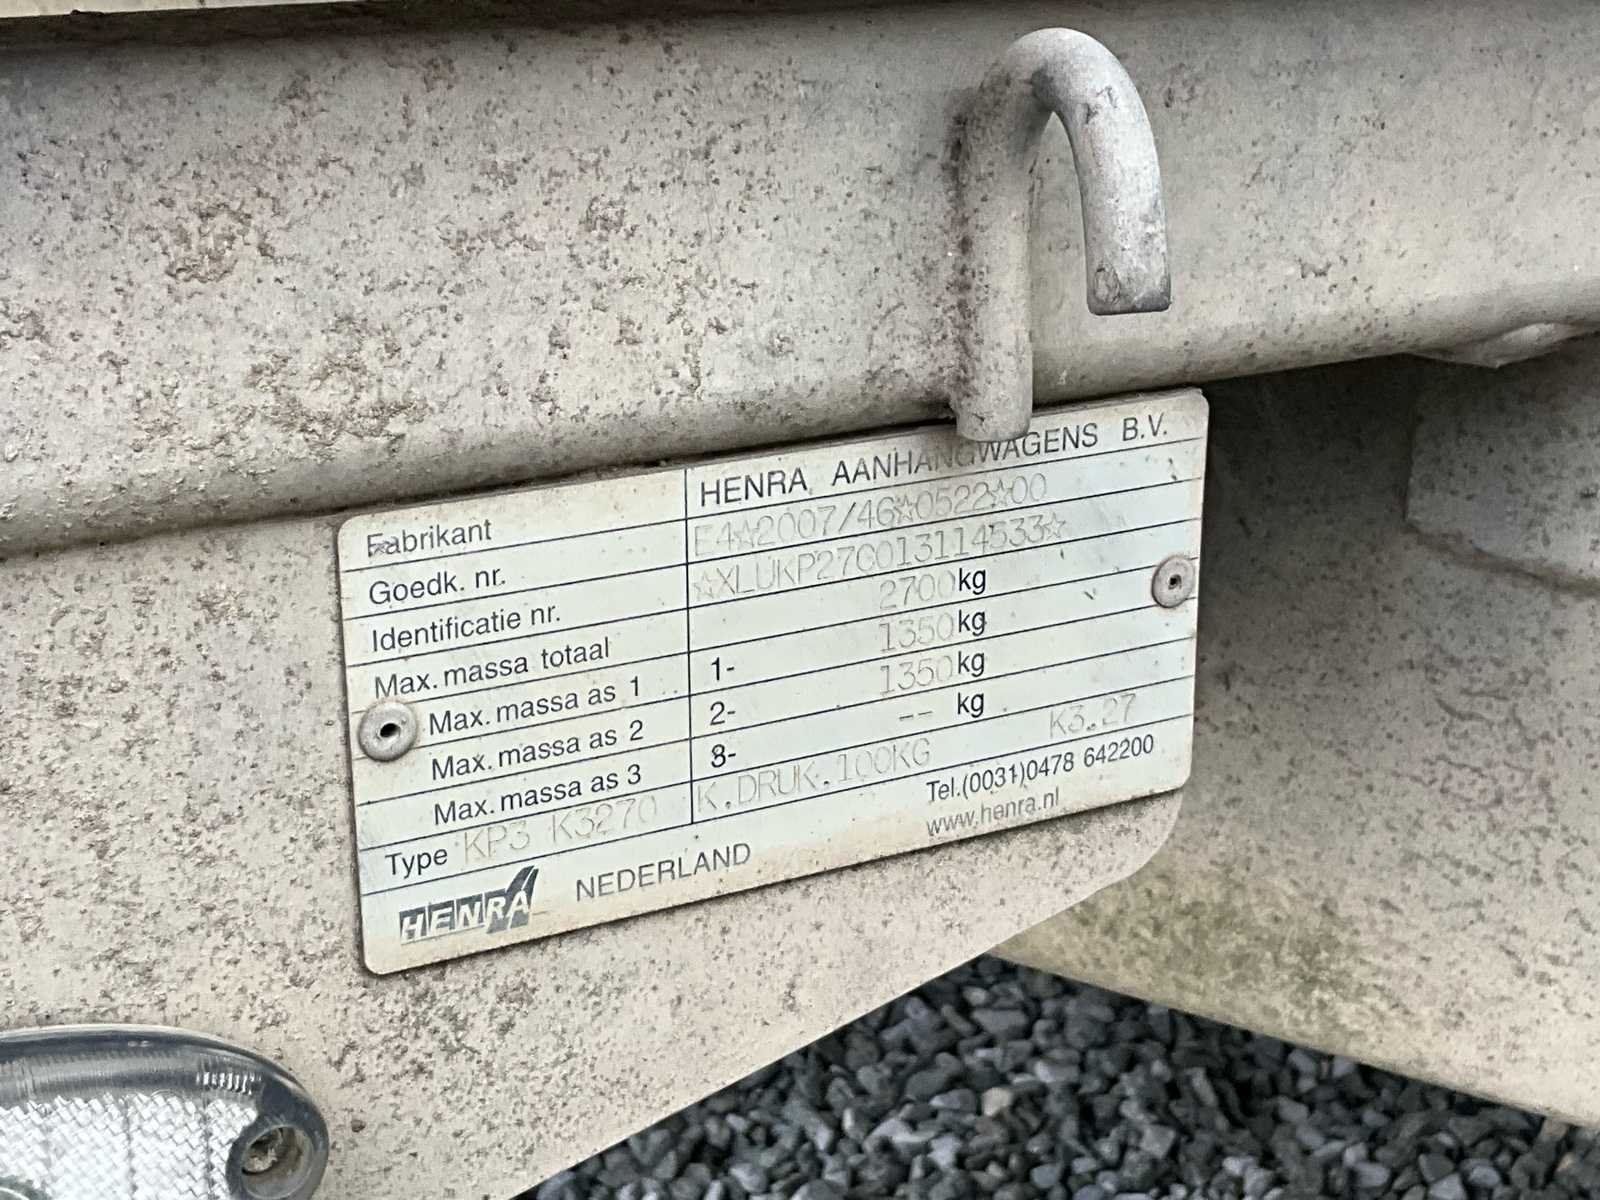 Fabrikant HENRA AANHANGWAGENS B.V.
Goedk. nr. E4☆2007/46☆0522☆00
Identificatie nr. ☆XLUKP27G013114533☆
Max. massa totaal 2700kg
Max. massa as 1 1- 1350kg
Max. massa as 2 2- 1350kg
Max. massa as 3 3- -- kg
Type KP3 K3270 K.DRUK.100KG K3.27
HENRA NEDERLAND Tel.(0031)0478 642200
www.henra.nl